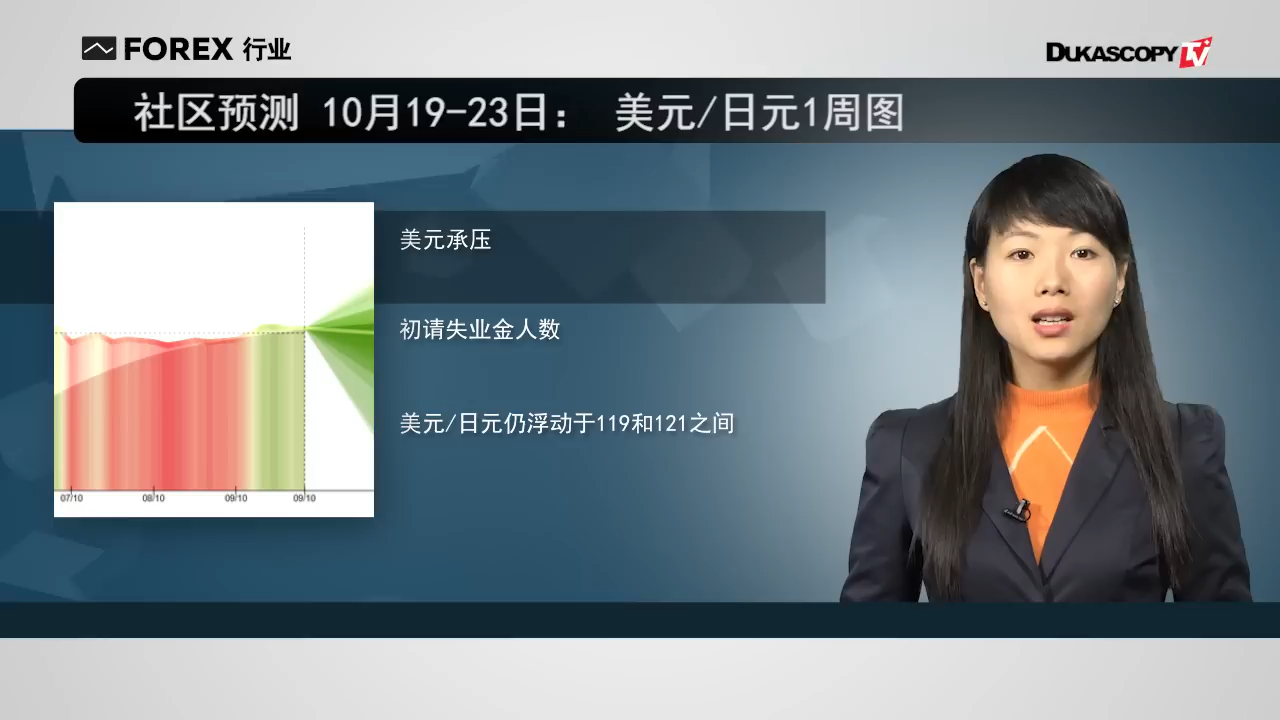 FOREX 行业
DUKASCOPY TV
社区预测 10月19-23日： 美元/日元1周图
美元承压
初请失业金人数
美元/日元仍浮动于119和121之间
07/10 08/10 09/10 09/10